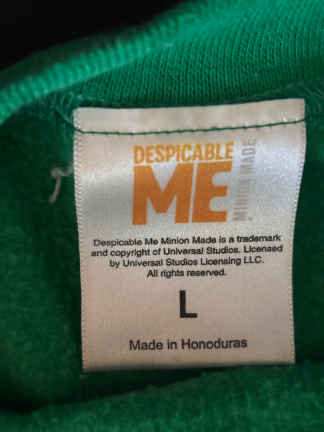 DESPICABLE
ME
MINION MADE
Despicable Me Minion Made is a trademark
and copyright of Universal Studios. Licensed
by Universal Studios Licensing LLC.
All rights reserved.
L
Made in Honoduras